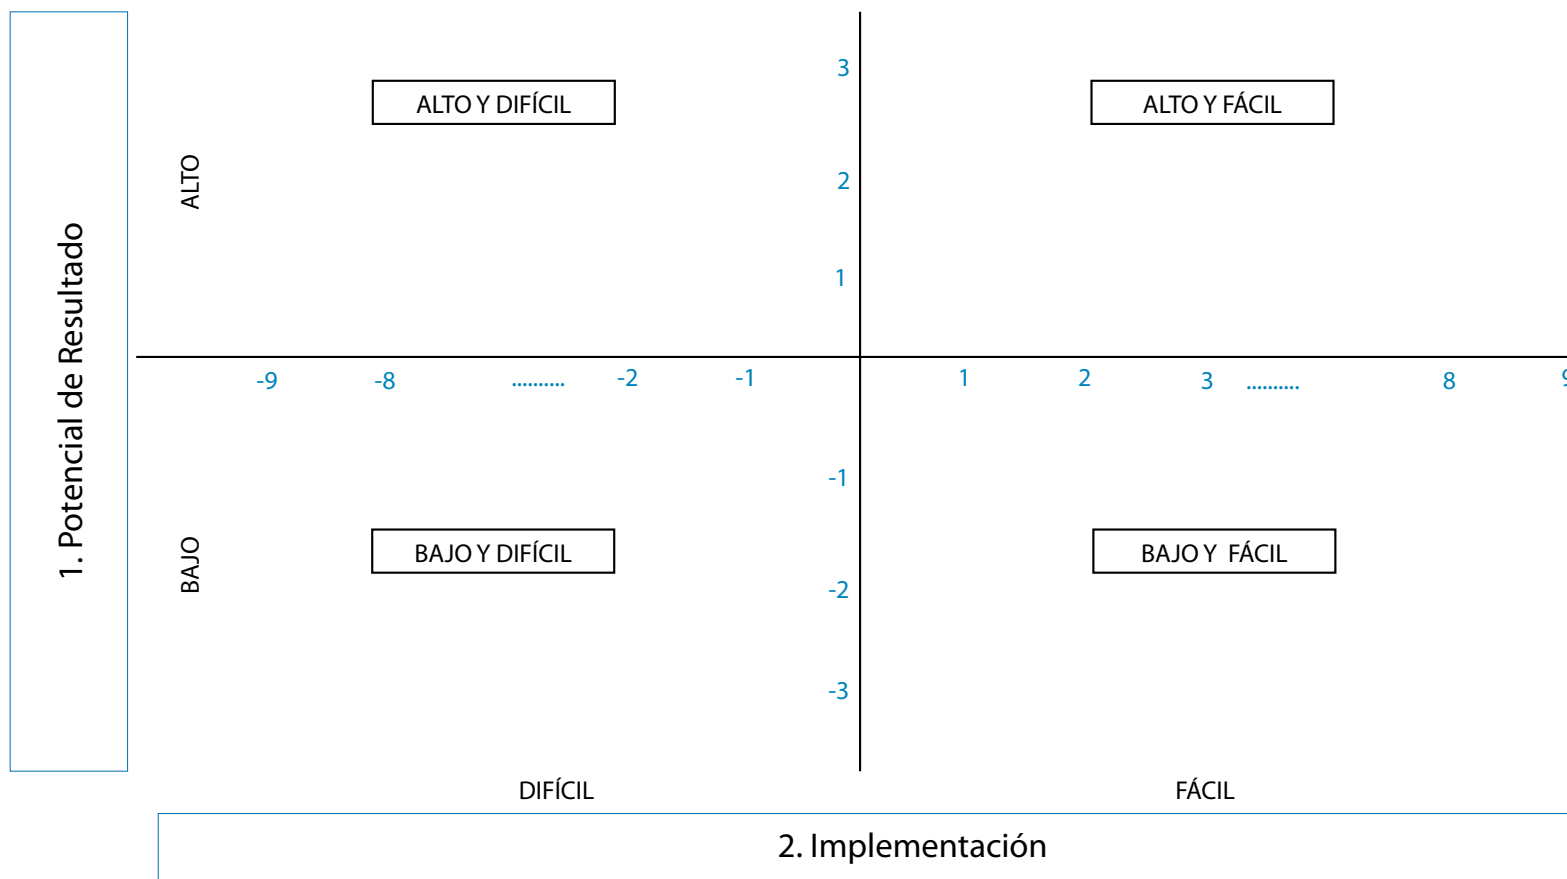 1. Potencial de Resultado
ALTO
BAJO
3
ALTO Y DIFÍCIL
ALTO Y FÁCIL
2
1
-9 -8 .......... -2 -1 1 2 3 .......... 8 9
-1
BAJO Y DIFÍCIL
BAJO Y FÁCIL
-2
-3
DIFÍCIL
FÁCIL
2. Implementación